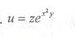 . u = ze^{x^2 y}